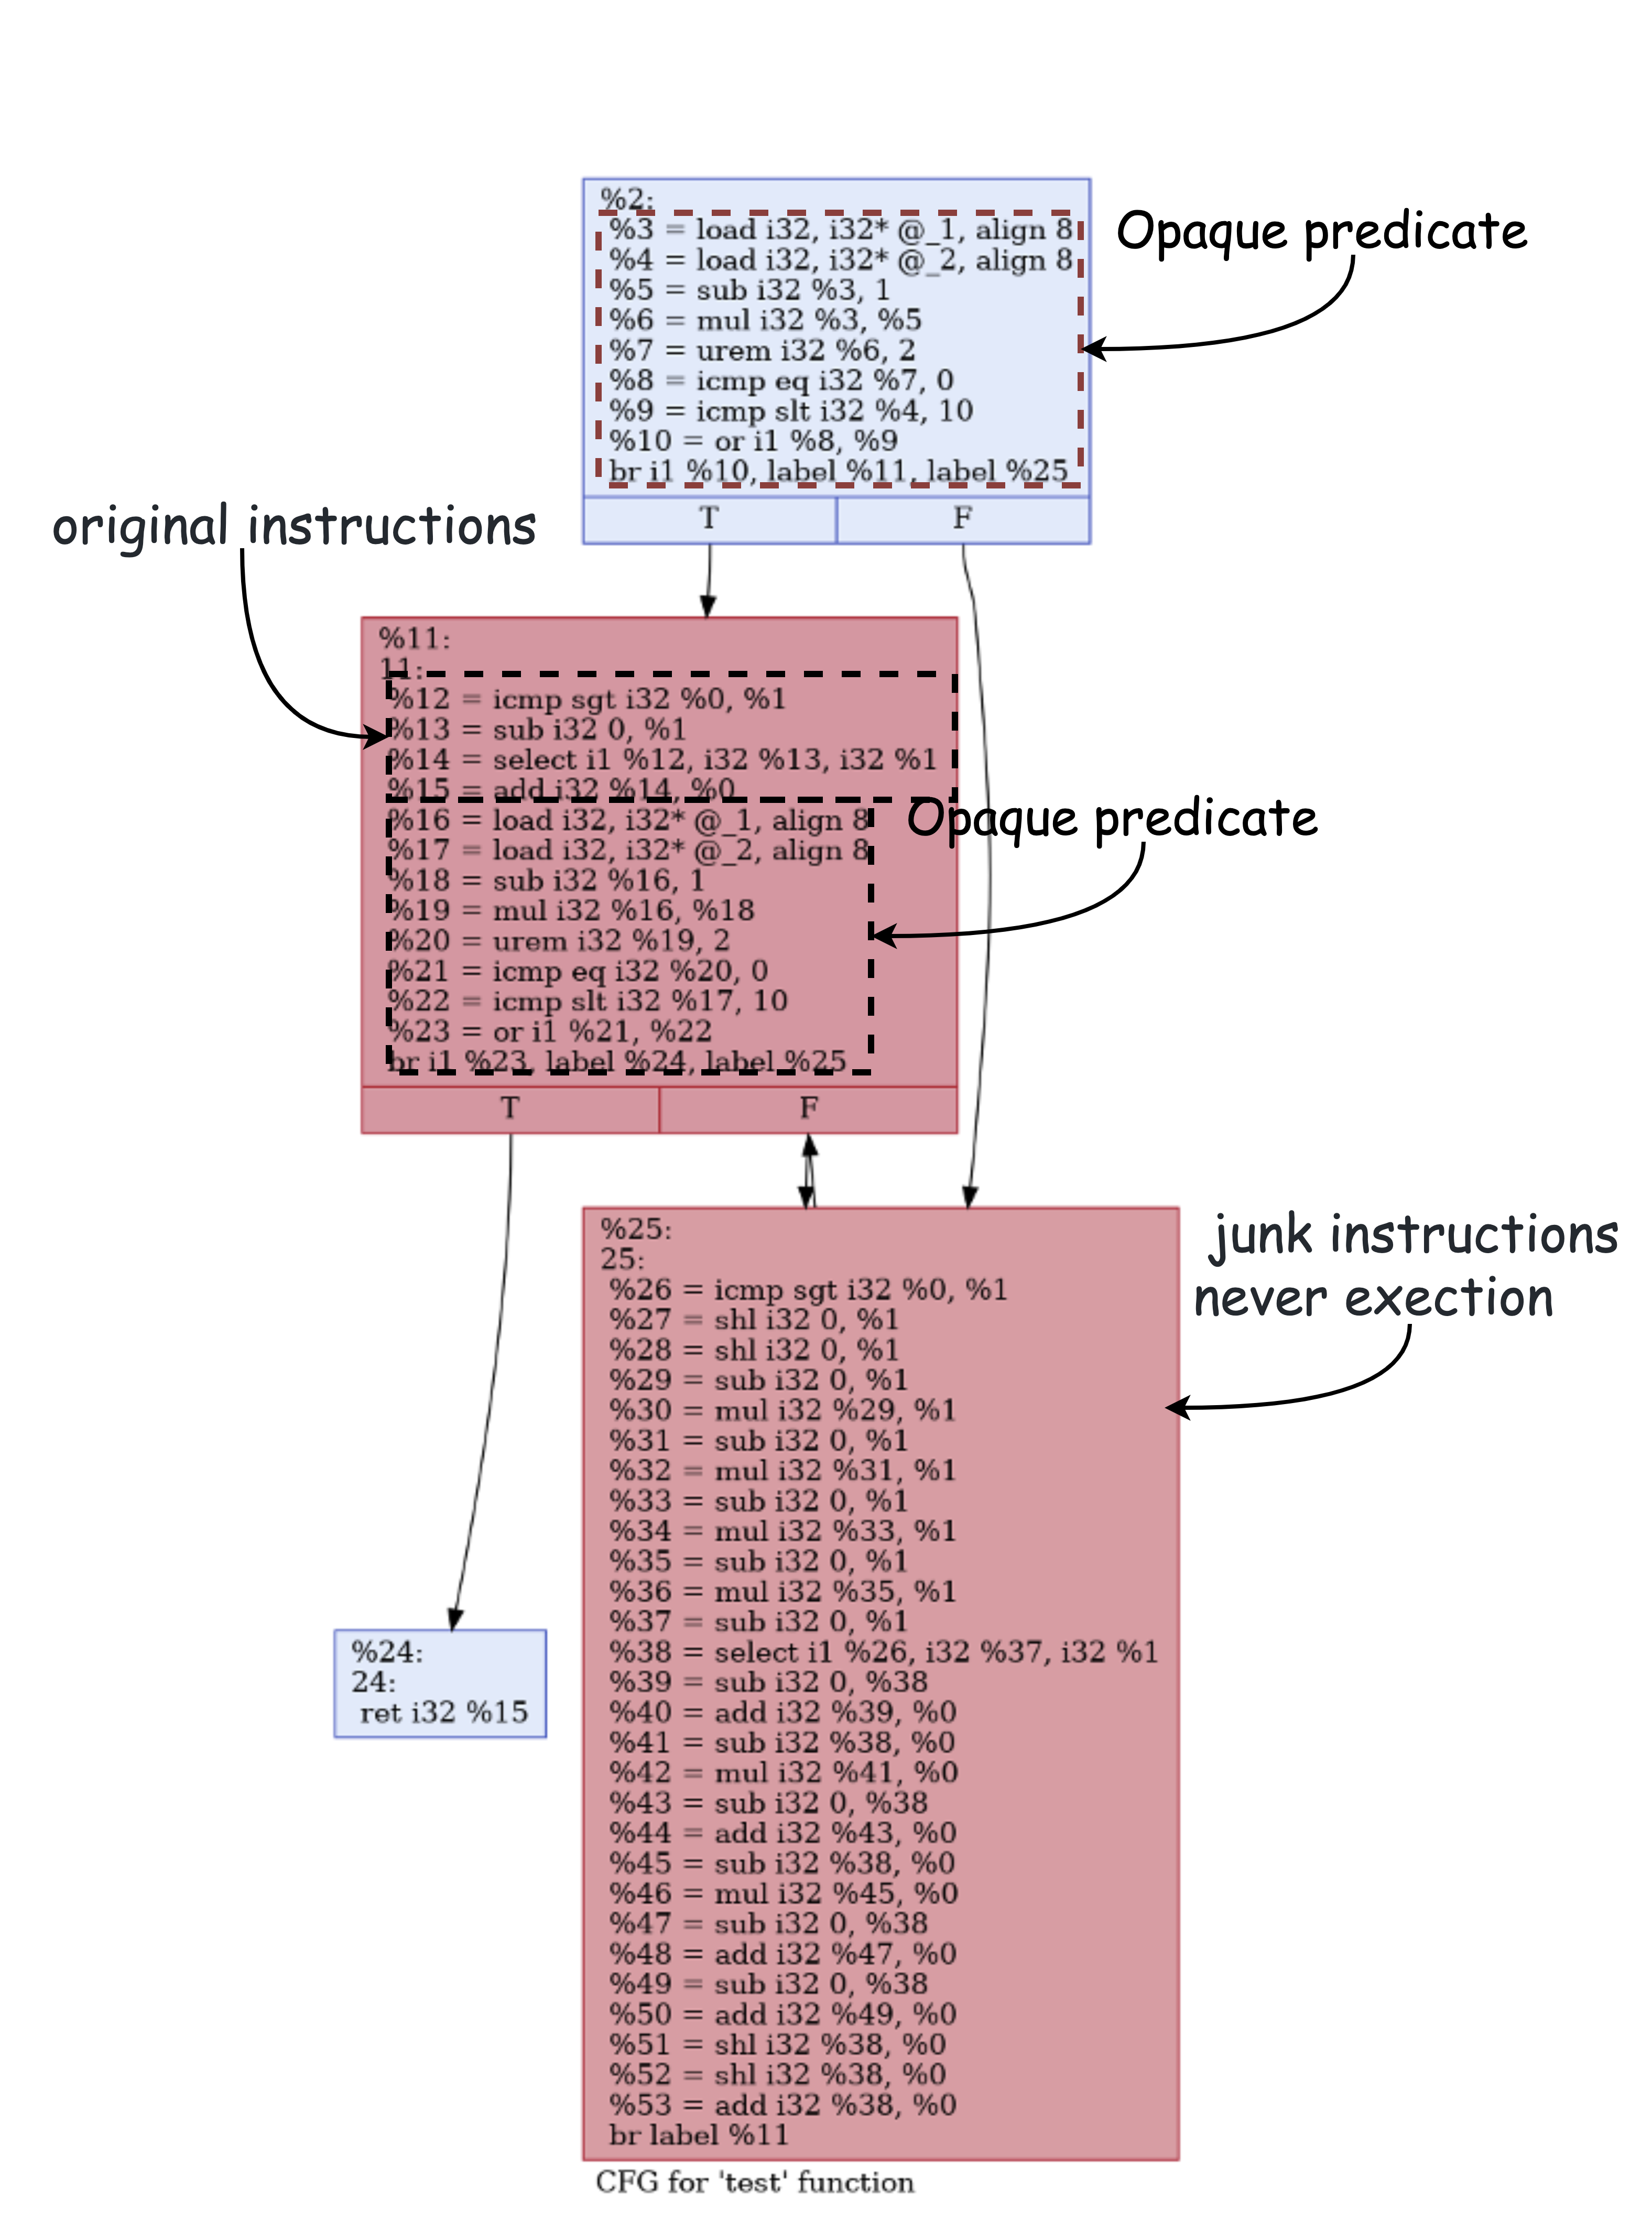 %2:
%3 = load i32, i32* @_1, align 8
%4 = load i32, i32* @_2, align 8
%5 = sub i32 %3, 1
%6 = mul i32 %3, %5
%7 = urem i32 %6, 2
%8 = icmp eq i32 %7, 0
%9 = icmp slt i32 %4, 10
%10 = or i1 %8, %9
br i1 %10, label %11, label %25
T
F
Opaque predicate
original instructions
%11:
11:
%12 = icmp sgt i32 %0, %1
%13 = sub i32 0, %1
%14 = select i1 %12, i32 %13, i32 %1
%15 = add i32 %14, %0
%16 = load i32, i32* @_1, align 8
%17 = load i32, i32* @_2, align 8
%18 = sub i32 %16, 1
%19 = mul i32 %16, %18
%20 = urem i32 %19, 2
%21 = icmp eq i32 %20, 0
%22 = icmp slt i32 %17, 10
%23 = or i1 %21, %22
br i1 %23, label %24, label %25
T
F
Opaque predicate
%25:
25:
%26 = icmp sgt i32 %0, %1
%27 = shl i32 0, %1
%28 = shl i32 0, %1
%29 = sub i32 0, %1
%30 = mul i32 %29, %1
%31 = sub i32 0, %1
%32 = mul i32 %31, %1
%33 = sub i32 0, %1
%34 = mul i32 %33, %1
%35 = sub i32 0, %1
%36 = mul i32 %35, %1
%37 = sub i32 0, %1
%38 = select i1 %26, i32 %37, i32 %1
%39 = sub i32 0, %38
%40 = add i32 %39, %0
%41 = sub i32 %38, %0
%42 = mul i32 %41, %0
%43 = sub i32 0, %38
%44 = add i32 %43, %0
%45 = sub i32 %38, %0
%46 = mul i32 %45, %0
%47 = sub i32 0, %38
%48 = add i32 %47, %0
%49 = sub i32 0, %38
%50 = add i32 %49, %0
%51 = shl i32 %38, %0
%52 = shl i32 %38, %0
%53 = add i32 %38, %0
br label %11
junk instructions
never exection
%24:
24:
ret i32 %15
CFG for 'test' function